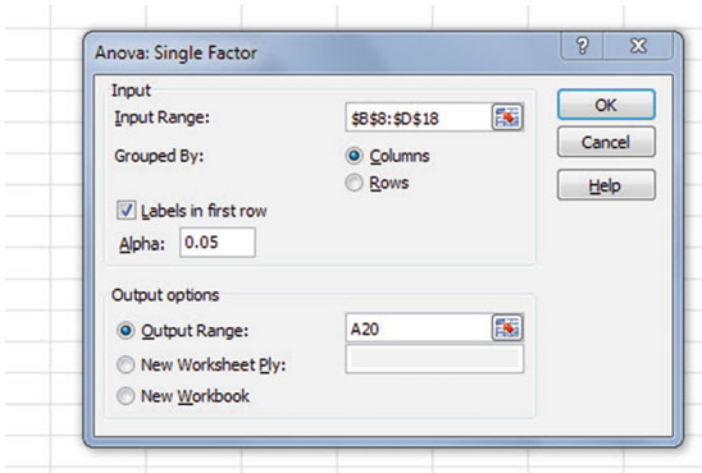 Anova: Single Factor
Input
Input Range: $B$8:$D$18
Grouped By: Columns
Rows
Labels in first row
Alpha: 0.05
Output options
Output Range: A20
New Worksheet Ply:
New Workbook
?
OK
Cancel
Help